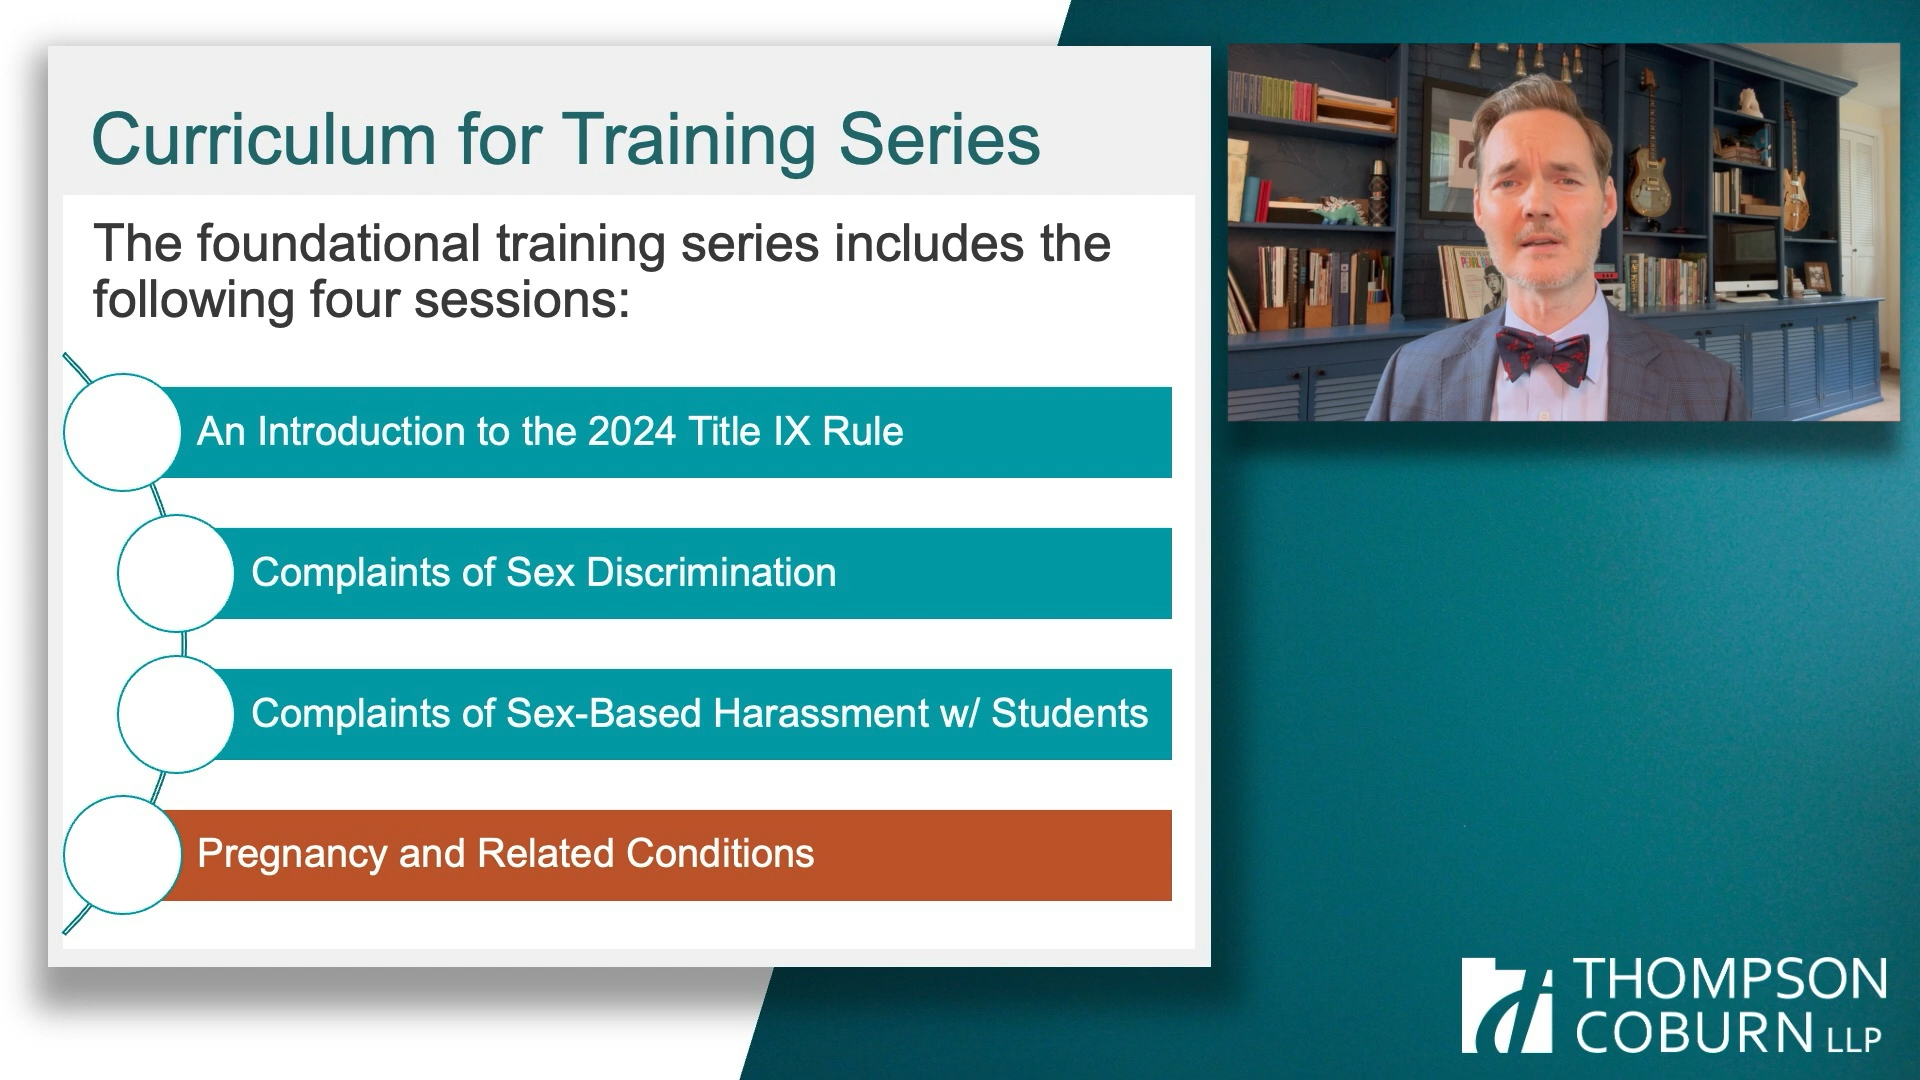 Curriculum for Training Series
The foundational training series includes the
following four sessions:
An Introduction to the 2024 Title IX Rule
Complaints of Sex Discrimination
Complaints of Sex-Based Harassment w/ Students
Pregnancy and Related Conditions
THOMPSON
COBURN LLP